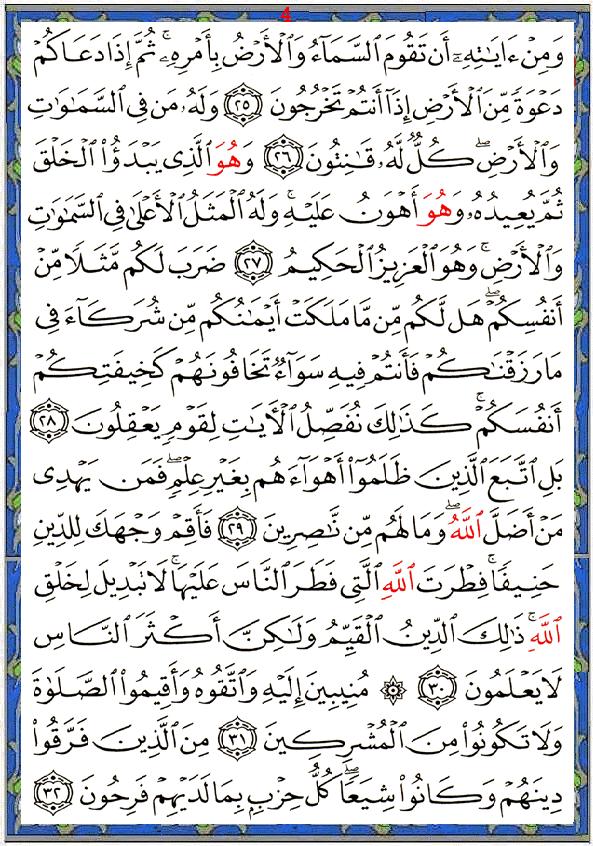 4
وَمِنْ ءَايَٰتِهِۦٓ أَن تَقُومَ ٱلسَّمَآءُ وَٱلْأَرْضُ بِأَمْرِهِۦ ۚ ثُمَّ إِذَا دَعَاكُمْ
دَعْوَةً مِّنَ ٱلْأَرْضِ إِذَآ أَنتُمْ تَخْرُجُونَ ٢٥ وَلَهُۥ مَن فِى ٱلسَّمَٰوَٰتِ
وَٱلْأَرْضِ ۖ كُلٌّ لَّهُۥ قَٰنِتُونَ ٢٦ وَهُوَ ٱلَّذِى يَبْدَؤُا۟ ٱلْخَلْقَ
ثُمَّ يُعِيدُهُۥ وَهُوَ أَهْوَنُ عَلَيْهِ ۚ وَلَهُ ٱلْمَثَلُ ٱلْأَعْلَىٰ فِى ٱلسَّمَٰوَٰتِ
وَٱلْأَرْضِ ۚ وَهُوَ ٱلْعَزِيزُ ٱلْحَكِيمُ ٢٧ ضَرَبَ لَكُم مَّثَلًا مِّنْ
أَنفُسِكُمْ ۖ هَل لَّكُم مِّن مَّا مَلَكَتْ أَيْمَٰنُكُم مِّن شُرَكَآءَ فِى
مَا رَزَقْنَٰكُمْ فَأَنتُمْ فِيهِ سَوَآءٌ تَخَافُونَهُمْ كَخِيفَتِكُمْ
أَنفُسَكُمْ ۚ كَذَٰلِكَ نُفَصِّلُ ٱلْءَايَٰتِ لِقَوْمٍ يَعْقِلُونَ ٢٨
بَلِ ٱتَّبَعَ ٱلَّذِينَ ظَلَمُوٓا۟ أَهْوَآءَهُم بِغَيْرِ عِلْمٍ ۖ فَمَن يَهْدِى
مَنْ أَضَلَّ ٱللَّهُ ۖ وَمَا لَهُم مِّن نَّٰصِرِينَ ٢٩ فَأَقِمْ وَجْهَكَ لِلدِّينِ
حَنِيفًا ۚ فِطْرَتَ ٱللَّهِ ٱلَّتِى فَطَرَ ٱلنَّاسَ عَلَيْهَا ۚ لَا تَبْدِيلَ لِخَلْقِ
ٱللَّهِ ۚ ذَٰلِكَ ٱلدِّينُ ٱلْقَيِّمُ وَلَٰكِنَّ أَكْثَرَ ٱلنَّاسِ
لَا يَعْلَمُونَ ٣٠ ۞ مُنِيبِينَ إِلَيْهِ وَٱتَّقُوهُ وَأَقِيمُوا۟ ٱلصَّلَوٰةَ
وَلَا تَكُونُوا۟ مِنَ ٱلْمُشْرِكِينَ ٣١ مِنَ ٱلَّذِينَ فَرَّقُوا۟
دِينَهُمْ وَكَانُوا۟ شِيَعًا ۖ كُلُّ حِزْبٍۭ بِمَا لَدَيْهِمْ فَرِحُونَ ٣٢